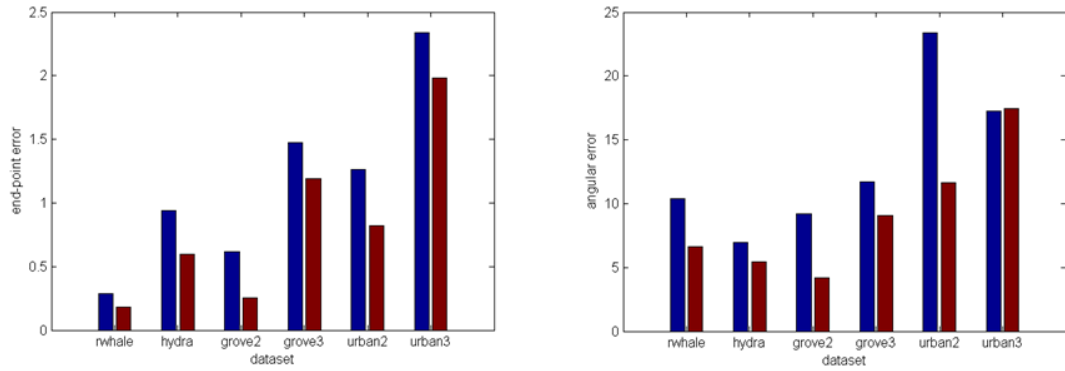 2.5
2
1.5
1
0.5
0
end-point error
rwhale hydra grove2 grove3 urban2 urban3
dataset
25
20
15
10
5
0
angular error
rwhale hydra grove2 grove3 urban2 urban3
dataset